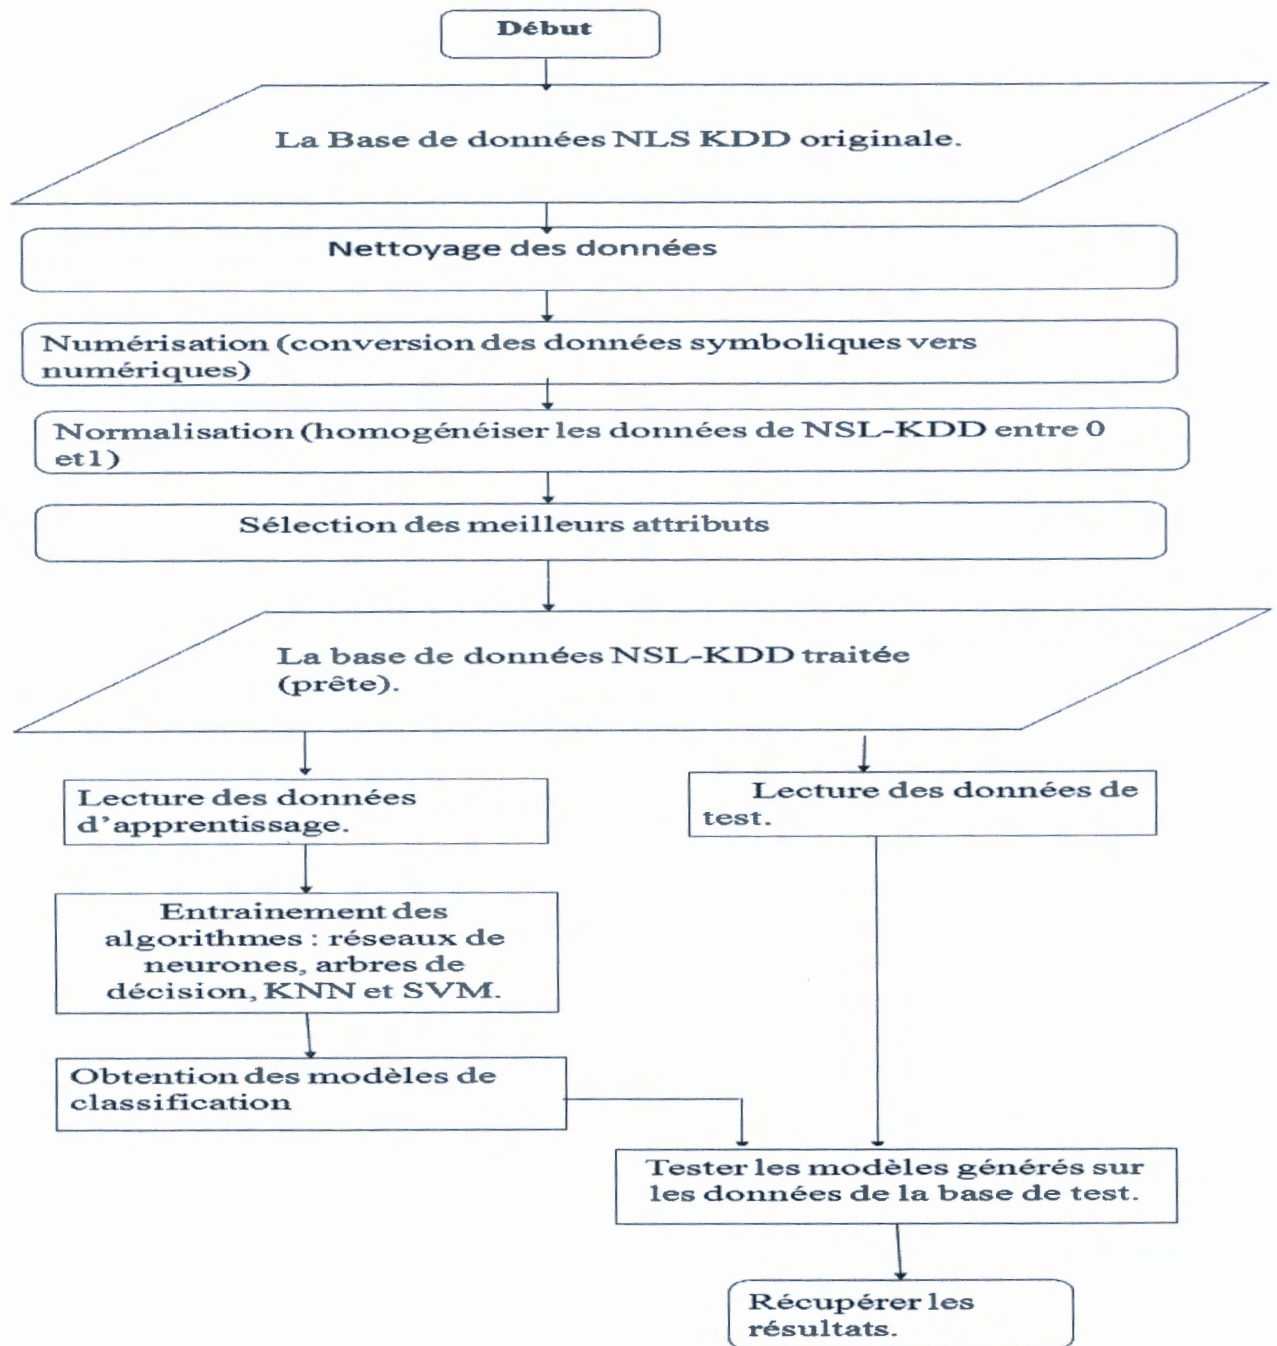 Début
La Base de données NLS KDD originale.
Nettoyage des données
Numérisation (conversion des données symboliques vers
numériques)
Normalisation (homogénéiser les données de NSL-KDD entre 0
et1)
Sélection des meilleurs attributs
La base de données NSL-KDD traitée
(prête).
Lecture des données
d'apprentissage.
Lecture des données de
test.
Entrainement des
algorithmes : réseaux de
neurones, arbres de
décision, KNN et SVM.
Obtention des modèles de
classification
Tester les modèles générés sur
les données de la base de test.
Récupérer les
résultats.